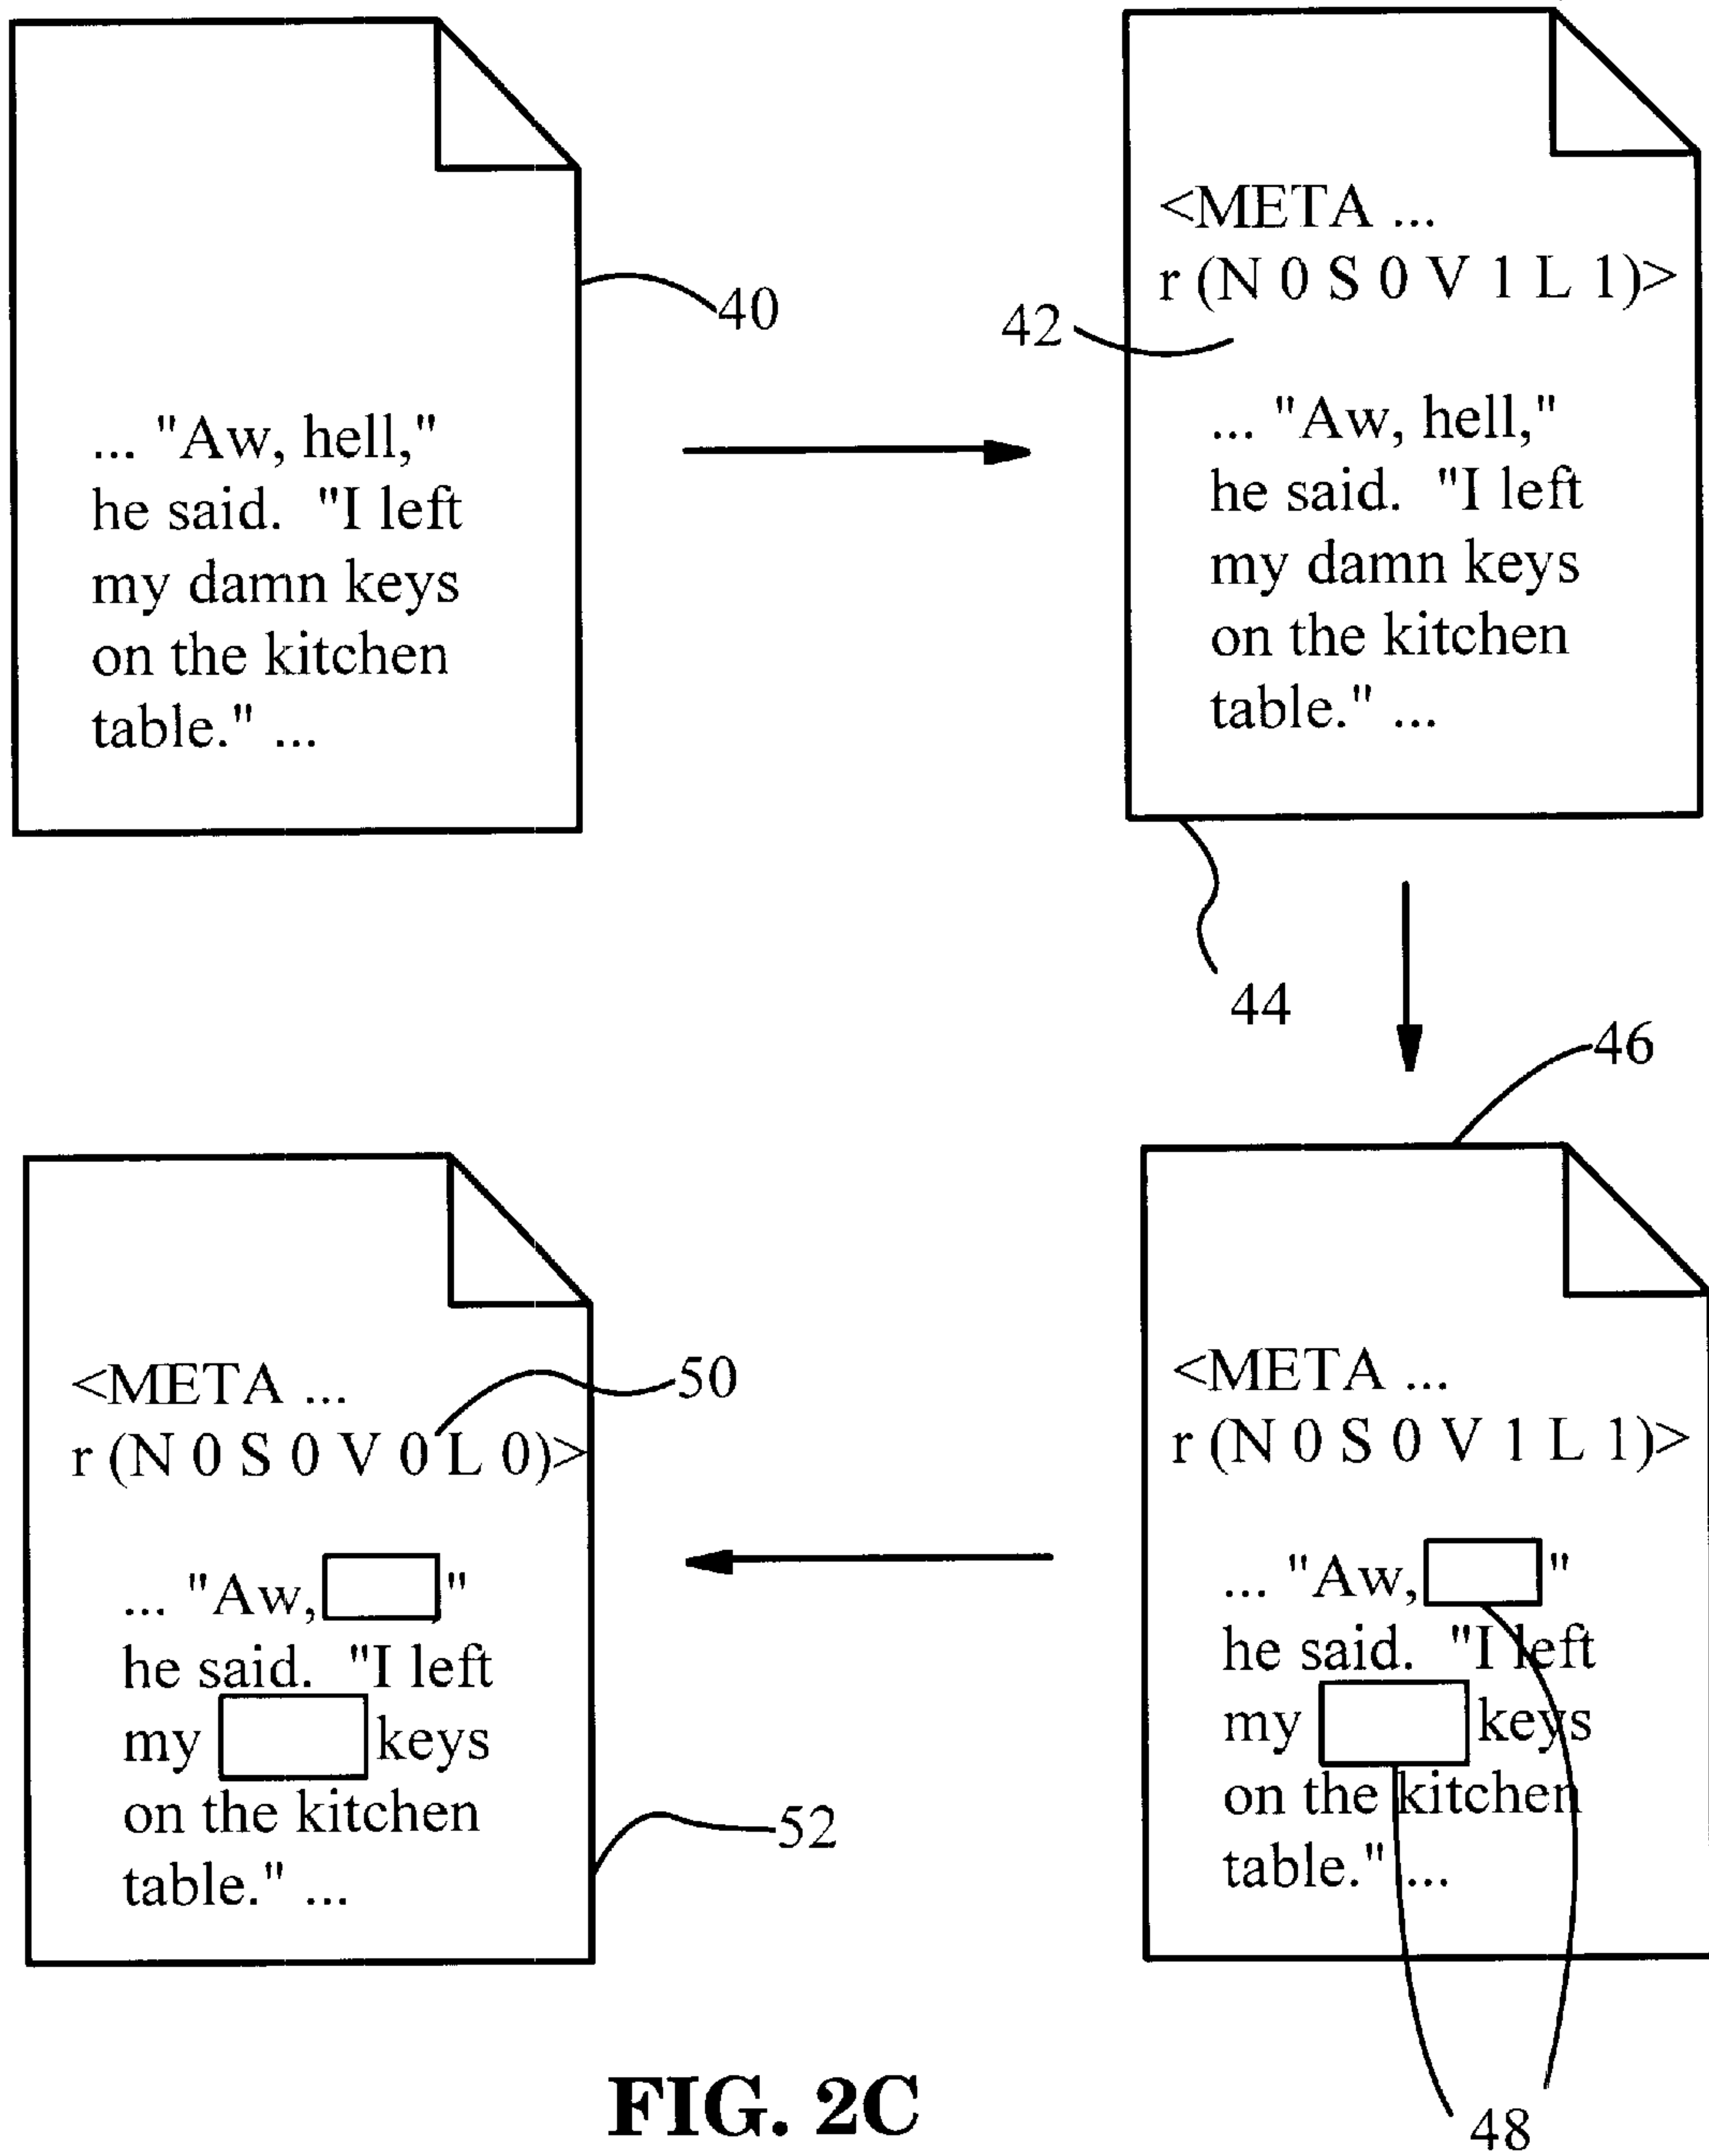 ... "Aw, hell,"
he said. "I left
my damn keys
on the kitchen
table." ...
40
<META ...
r (N 0 S 0 V 1 L 1)>
42
... "Aw, hell,"
he said. "I left
my damn keys
on the kitchen
table." ...
44
46
<META ...
r (N 0 S 0 V 1 L 1)>
... "Aw, "
he said. "I left
my keys
on the kitchen
table." ...
48
<META ...
r (N 0 S 0 V 0 L 0)>
50
... "Aw, "
he said. "I left
my keys
on the kitchen
table." ...
52
FIG. 2C